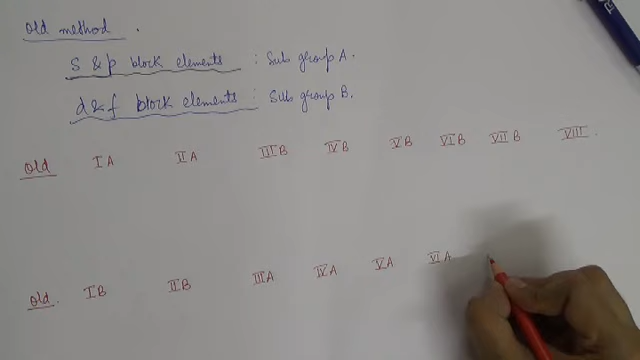 Old method.
S & p block elements : Sub group A.
d & f block elements : Sub group B.
Old IA IIA IIIB IVB VB VIB VIIB VIII.
Old. IB IIB IIIA IVA VA VIA